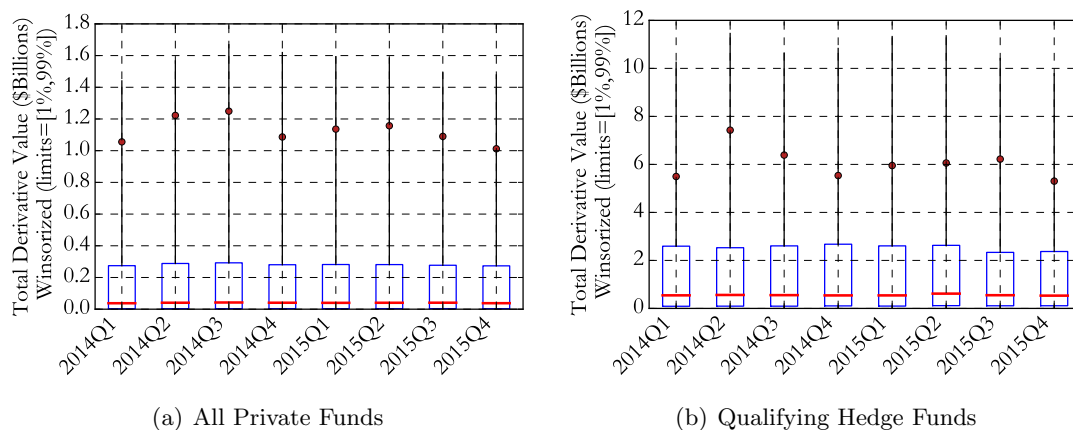 Total Derivative Value ($Billions)
Winsorized (limits=[1%,99%])
1.8
1.6
1.4
1.2
1.0
0.8
0.6
0.4
0.2
0.0
2014Q1
2014Q2
2014Q3
2014Q4
2015Q1
2015Q2
2015Q3
2015Q4
(a) All Private Funds
Total Derivative Value ($Billions)
Winsorized (limits=[1%,99%])
12
10
8
6
4
2
0
2014Q1
2014Q2
2014Q3
2014Q4
2015Q1
2015Q2
2015Q3
2015Q4
(b) Qualifying Hedge Funds